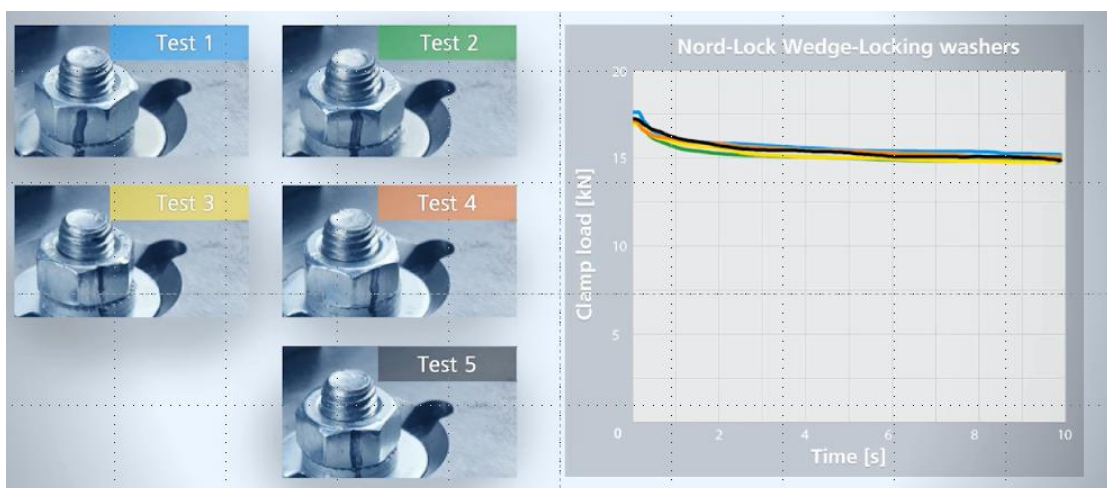 Test 1
Test 2
Test 3
Test 4
Test 5
Nord-Lock Wedge-Locking washers
Clamp load [kN]
20
15
10
5
0
2
4
6
8
10
Time [s]